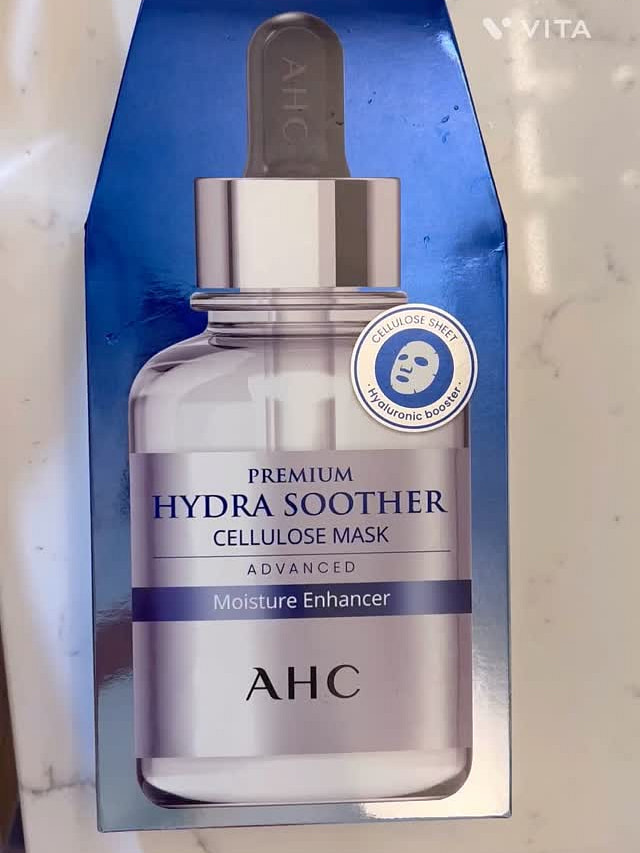 VITA
AHC
CELLULOSE SHEET
· Hyaluronic booster ·
PREMIUM
HYDRA SOOTHER
CELLULOSE MASK
ADVANCED
Moisture Enhancer
AHC